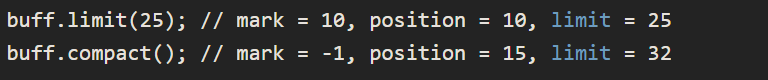 buff.limit(25); // mark = 10, position = 10, limit = 25
buff.compact(); // mark = -1, position = 15, limit = 32